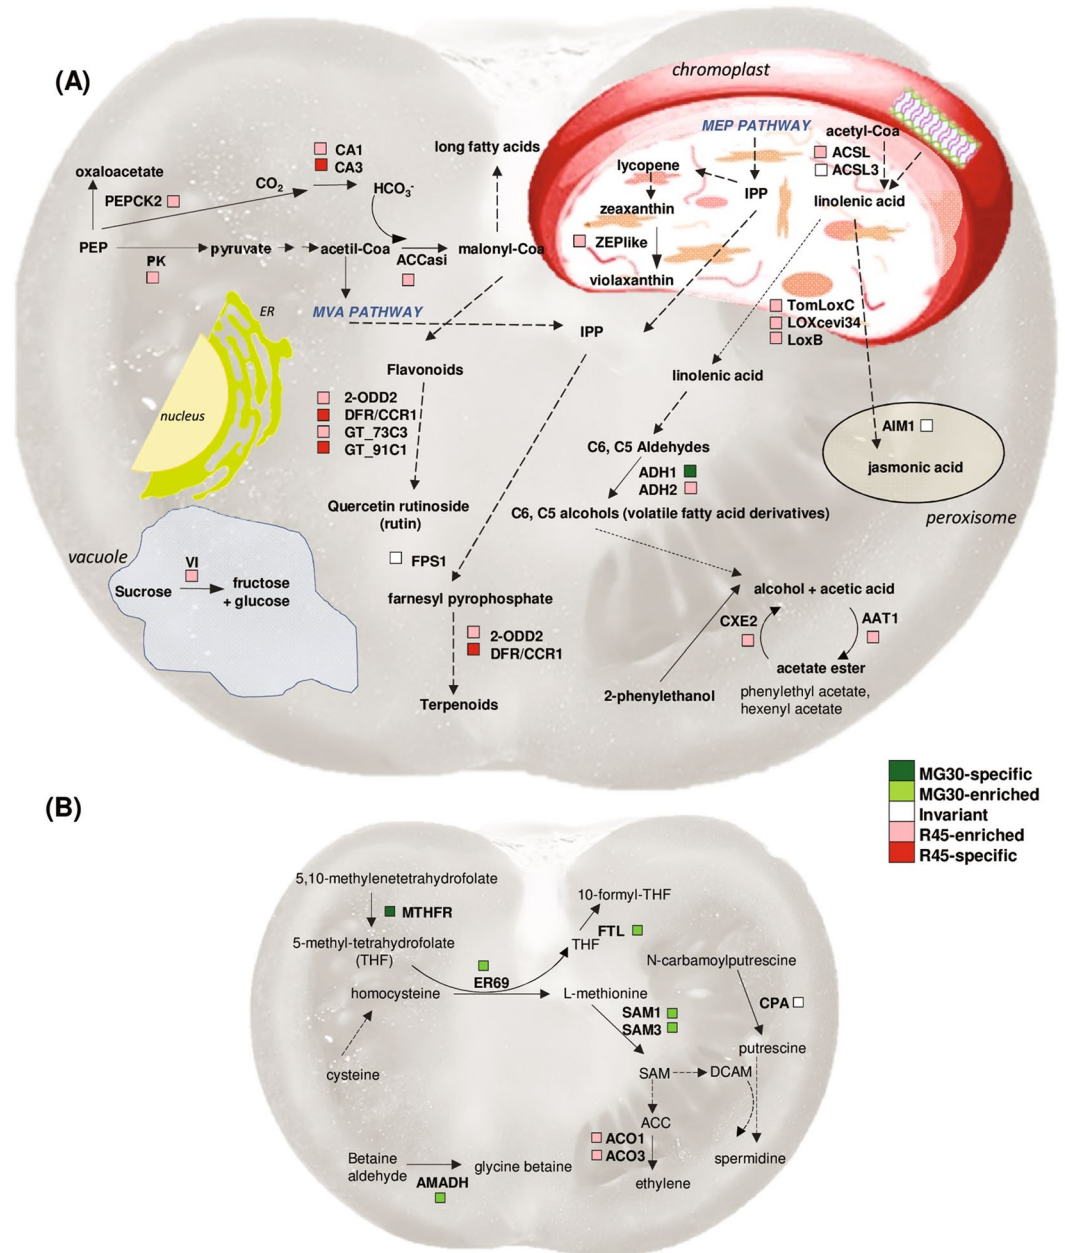 (A)
chromoplast
MEP PATHWAY
acetyl-Coa
ACSL
ACSL3
linolenic acid
lycopene
IPP
zeaxanthin
ZEPlike
violaxanthin
TomLoxC
LOXcevi34
LoxB
long fatty acids
CA1
CA3
oxaloacetate
PEPCK2
CO2
HCO3-
PEP
PK
pyruvate
acetil-Coa
ACCasi
malonyl-Coa
MVA PATHWAY
IPP
ER
nucleus
Flavonoids
2-ODD2
DFR/CCR1
GT_73C3
GT_91C1
Quercetin rutinoside
(rutin)
linolenic acid
C6, C5 Aldehydes
ADH1
ADH2
C6, C5 alcohols (volatile fatty acid derivatives)
AIM1
jasmonic acid
peroxisome
vacuole
VI
Sucrose
fructose
+ glucose
FPS1
farnesyl pyrophosphate
2-ODD2
DFR/CCR1
Terpenoids
alcohol + acetic acid
CXE2
AAT1
acetate ester
2-phenylethanol
phenylethyl acetate,
hexenyl acetate
MG30-specific
MG30-enriched
Invariant
R45-enriched
R45-specific
(B)
5,10-methylenetetrahydrofolate
MTHFR
5-methyl-tetrahydrofolate
(THF)
10-formyl-THF
FTL
THF
ER69
homocysteine
L-methionine
cysteine
SAM1
SAM3
N-carbamoylputrescine
CPA
putrescine
SAM
DCAM
ACC
ACO1
ACO3
ethylene
spermidine
Betaine
aldehyde
AMADH
glycine betaine